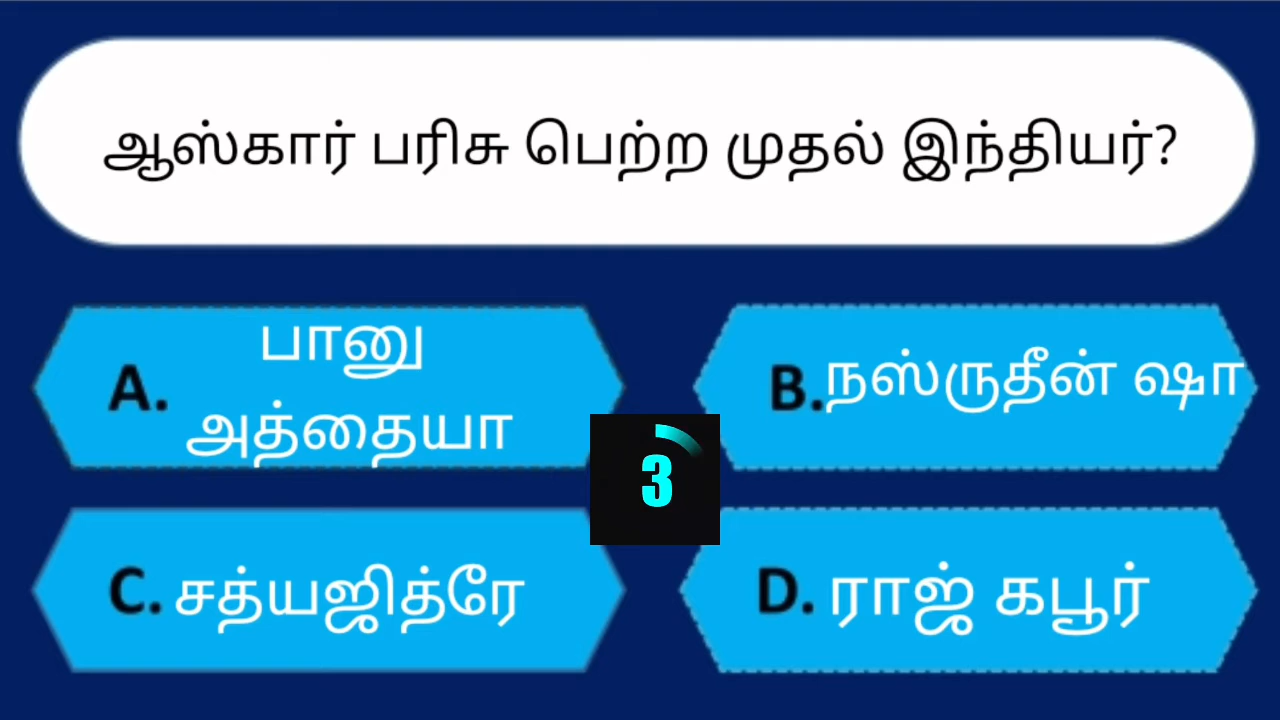 ஆஸ்கார் பரிசு பெற்ற முதல் இந்தியர்?
A. பானு
அத்தையா
B. நஸ்ருதீன் ஷா
3
C. சத்யஜித்ரே
D. ராஜ் கபூர்